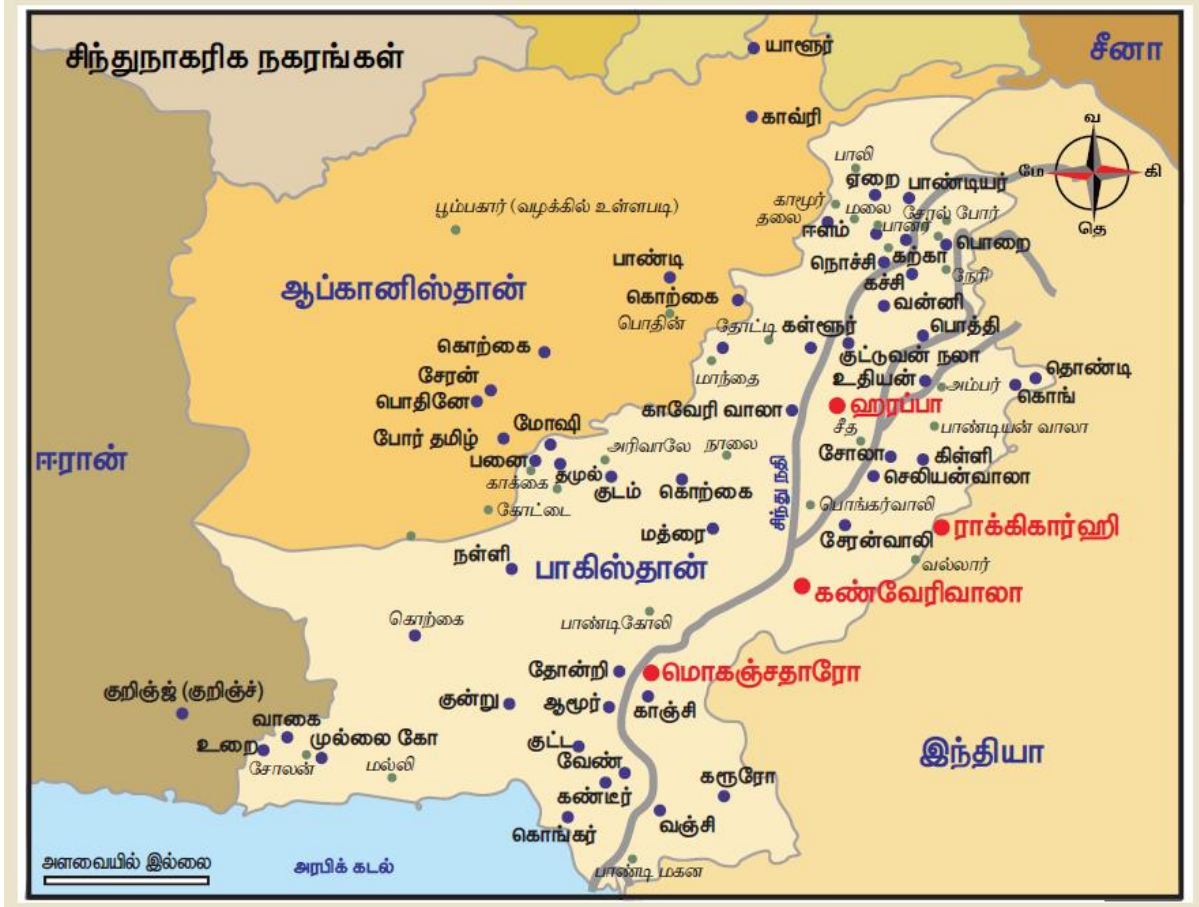 சிந்துநாகரிக நகரங்கள்
யாளூர்
சீனா
காவ்ரி
வ
மே
கி
தெ
பாலி
ஏறை
பாண்டியர்
காமூர்
தலை
மலை
சேரல் போர்
பானர்
ஈளம்
பொறை
பூம்பகார் (வழக்கில் உள்ளபடி)
நொச்சி
கற்கா
கச்சி
நேரி
பாண்டி
ஆப்கானிஸ்தான்
கொற்கை
பொதின்
வன்னி
தோட்டி
கள்ளூர்
பொத்தி
குட்டுவன் நலா
கொற்கை
மாந்தை
உதியன்
அம்பர்
தொண்டி
கொங்
சேரன்
பொதினே
காவேரி வாலா
ஹரப்பா
சீத
பாண்டியன் வாலா
போர் தமிழ்
மோஷி
அரிவாலே
நாலை
ஈரான்
பனை
தமுல்
காக்கை
குடம்
கொற்கை
சோலா
கிள்ளி
செலியன்வாலா
சிந்து நதி
கோட்டை
பொங்கர்வாலி
மத்ரை
சேரன்வாலி
ராக்கிகார்ஹி
நள்ளி
பாகிஸ்தான்
வல்லார்
கண்வேரிவாலா
கொற்கை
பாண்டிகோலி
தோன்றி
மொகஞ்சதாரோ
குறிஞ்ஜ் (குறிஞ்ச்)
குன்று
ஆமூர்
காஞ்சி
வாகை
உறை
முல்லை கோ
சோலன்
மல்லி
குட்ட
வேண்
இந்தியா
கண்டீர்
கரூரோ
கொங்கர்
வஞ்சி
அளவையில் இல்லை
அரபிக் கடல்
பாண்டி மகன